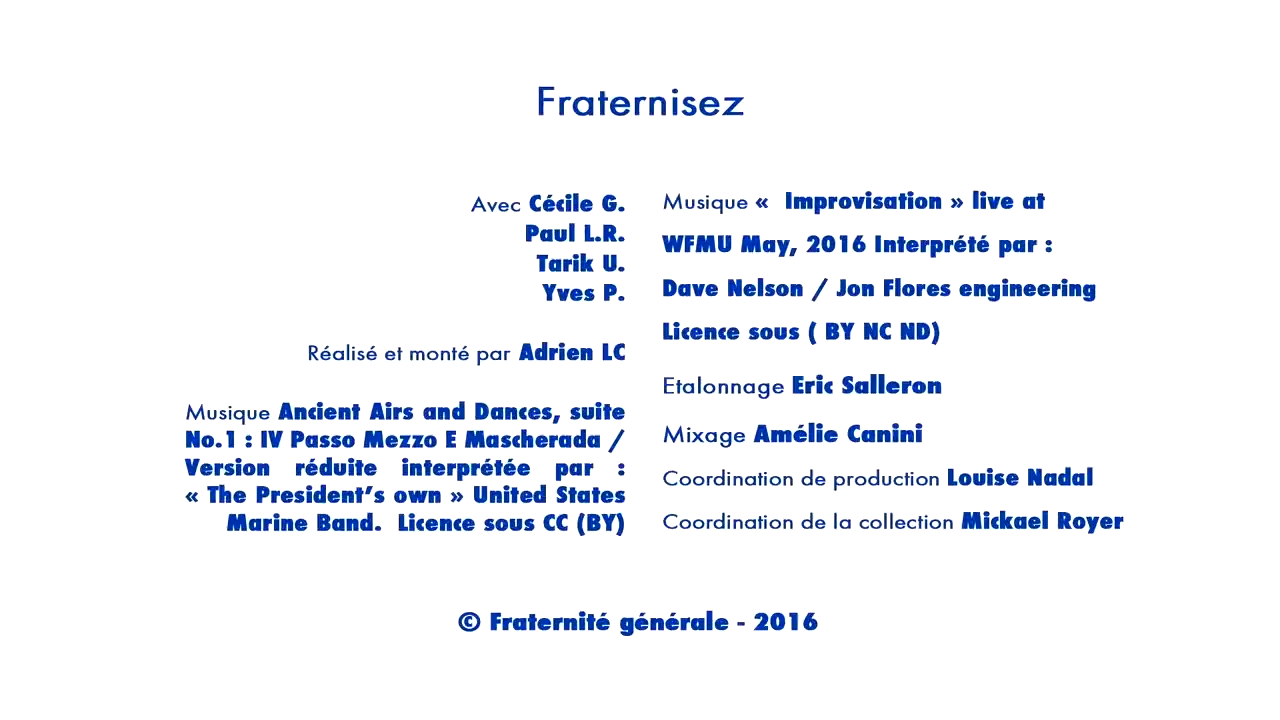 Fraternisez
Avec Cécile G.
Paul L.R.
Tarik U.
Yves P.
Réalisé et monté par Adrien LC
Musique Ancient Airs and Dances, suite
No.1 : IV Passo Mezzo E Mascherada /
Version réduite interprétée par :
« The President’s own » United States
Marine Band. Licence sous CC (BY)
Musique « Improvisation » live at
WFMU May, 2016 Interprété par :
Dave Nelson / Jon Flores engineering
Licence sous ( BY NC ND)
Etalonnage Eric Salleron
Mixage Amélie Canini
Coordination de production Louise Nadal
Coordination de la collection Mickael Royer
© Fraternité générale - 2016